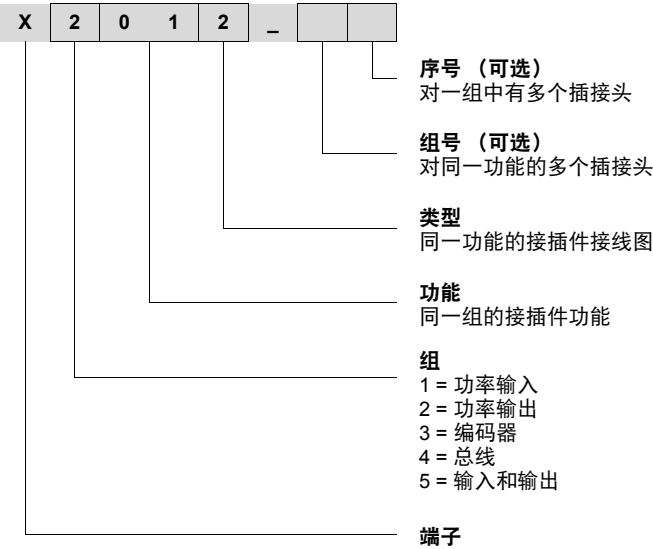 X 2 0 1 2 _
序号 （可选）
对一组中有多个插接头
组号 （可选）
对同一功能的多个插接头
类型
同一功能的接插件接线图
功能
同一组的接插件功能
组
1 = 功率输入
2 = 功率输出
3 = 编码器
4 = 总线
5 = 输入和输出
端子